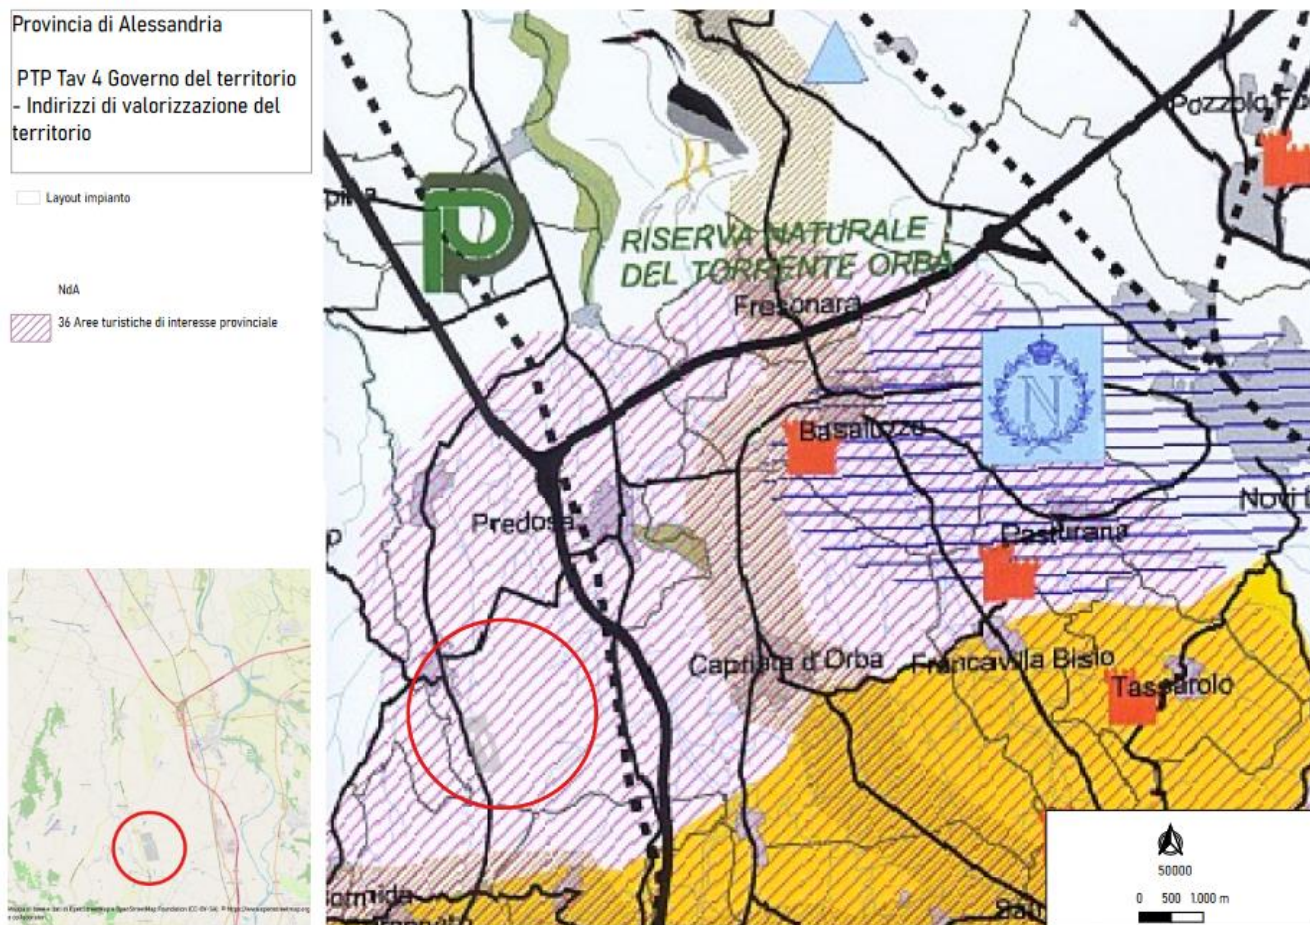 Provincia di Alessandria
PTP Tav 4 Governo del territorio
- Indirizzi di valorizzazione del
territorio
Layout impianto
NdA
36 Aree turistiche di interesse provinciale
RISERVA NATURALE
DEL TORRENTE ORBA
Fresonara
N
Basaluzzo
Predosa
Pasturana
Novi
Capriata d'Orba
Francavilla Bisio
Tassarolo
50000
0 500 1.000 m